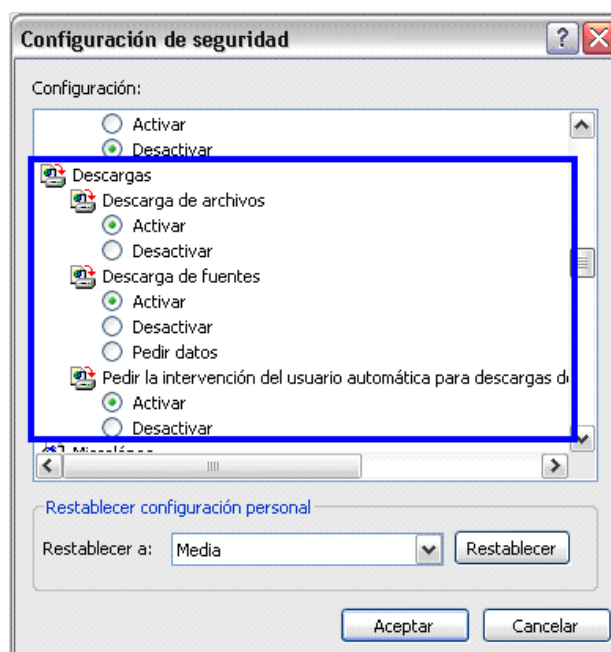 Configuración de seguridad
Configuración:
Activar
Desactivar
Descargas
Descarga de archivos
Activar
Desactivar
Descarga de fuentes
Activar
Desactivar
Pedir datos
Pedir la intervención del usuario automática para descargas d
Activar
Desactivar
Restablecer configuración personal
Restablecer a:
Media
Restablecer
Aceptar
Cancelar